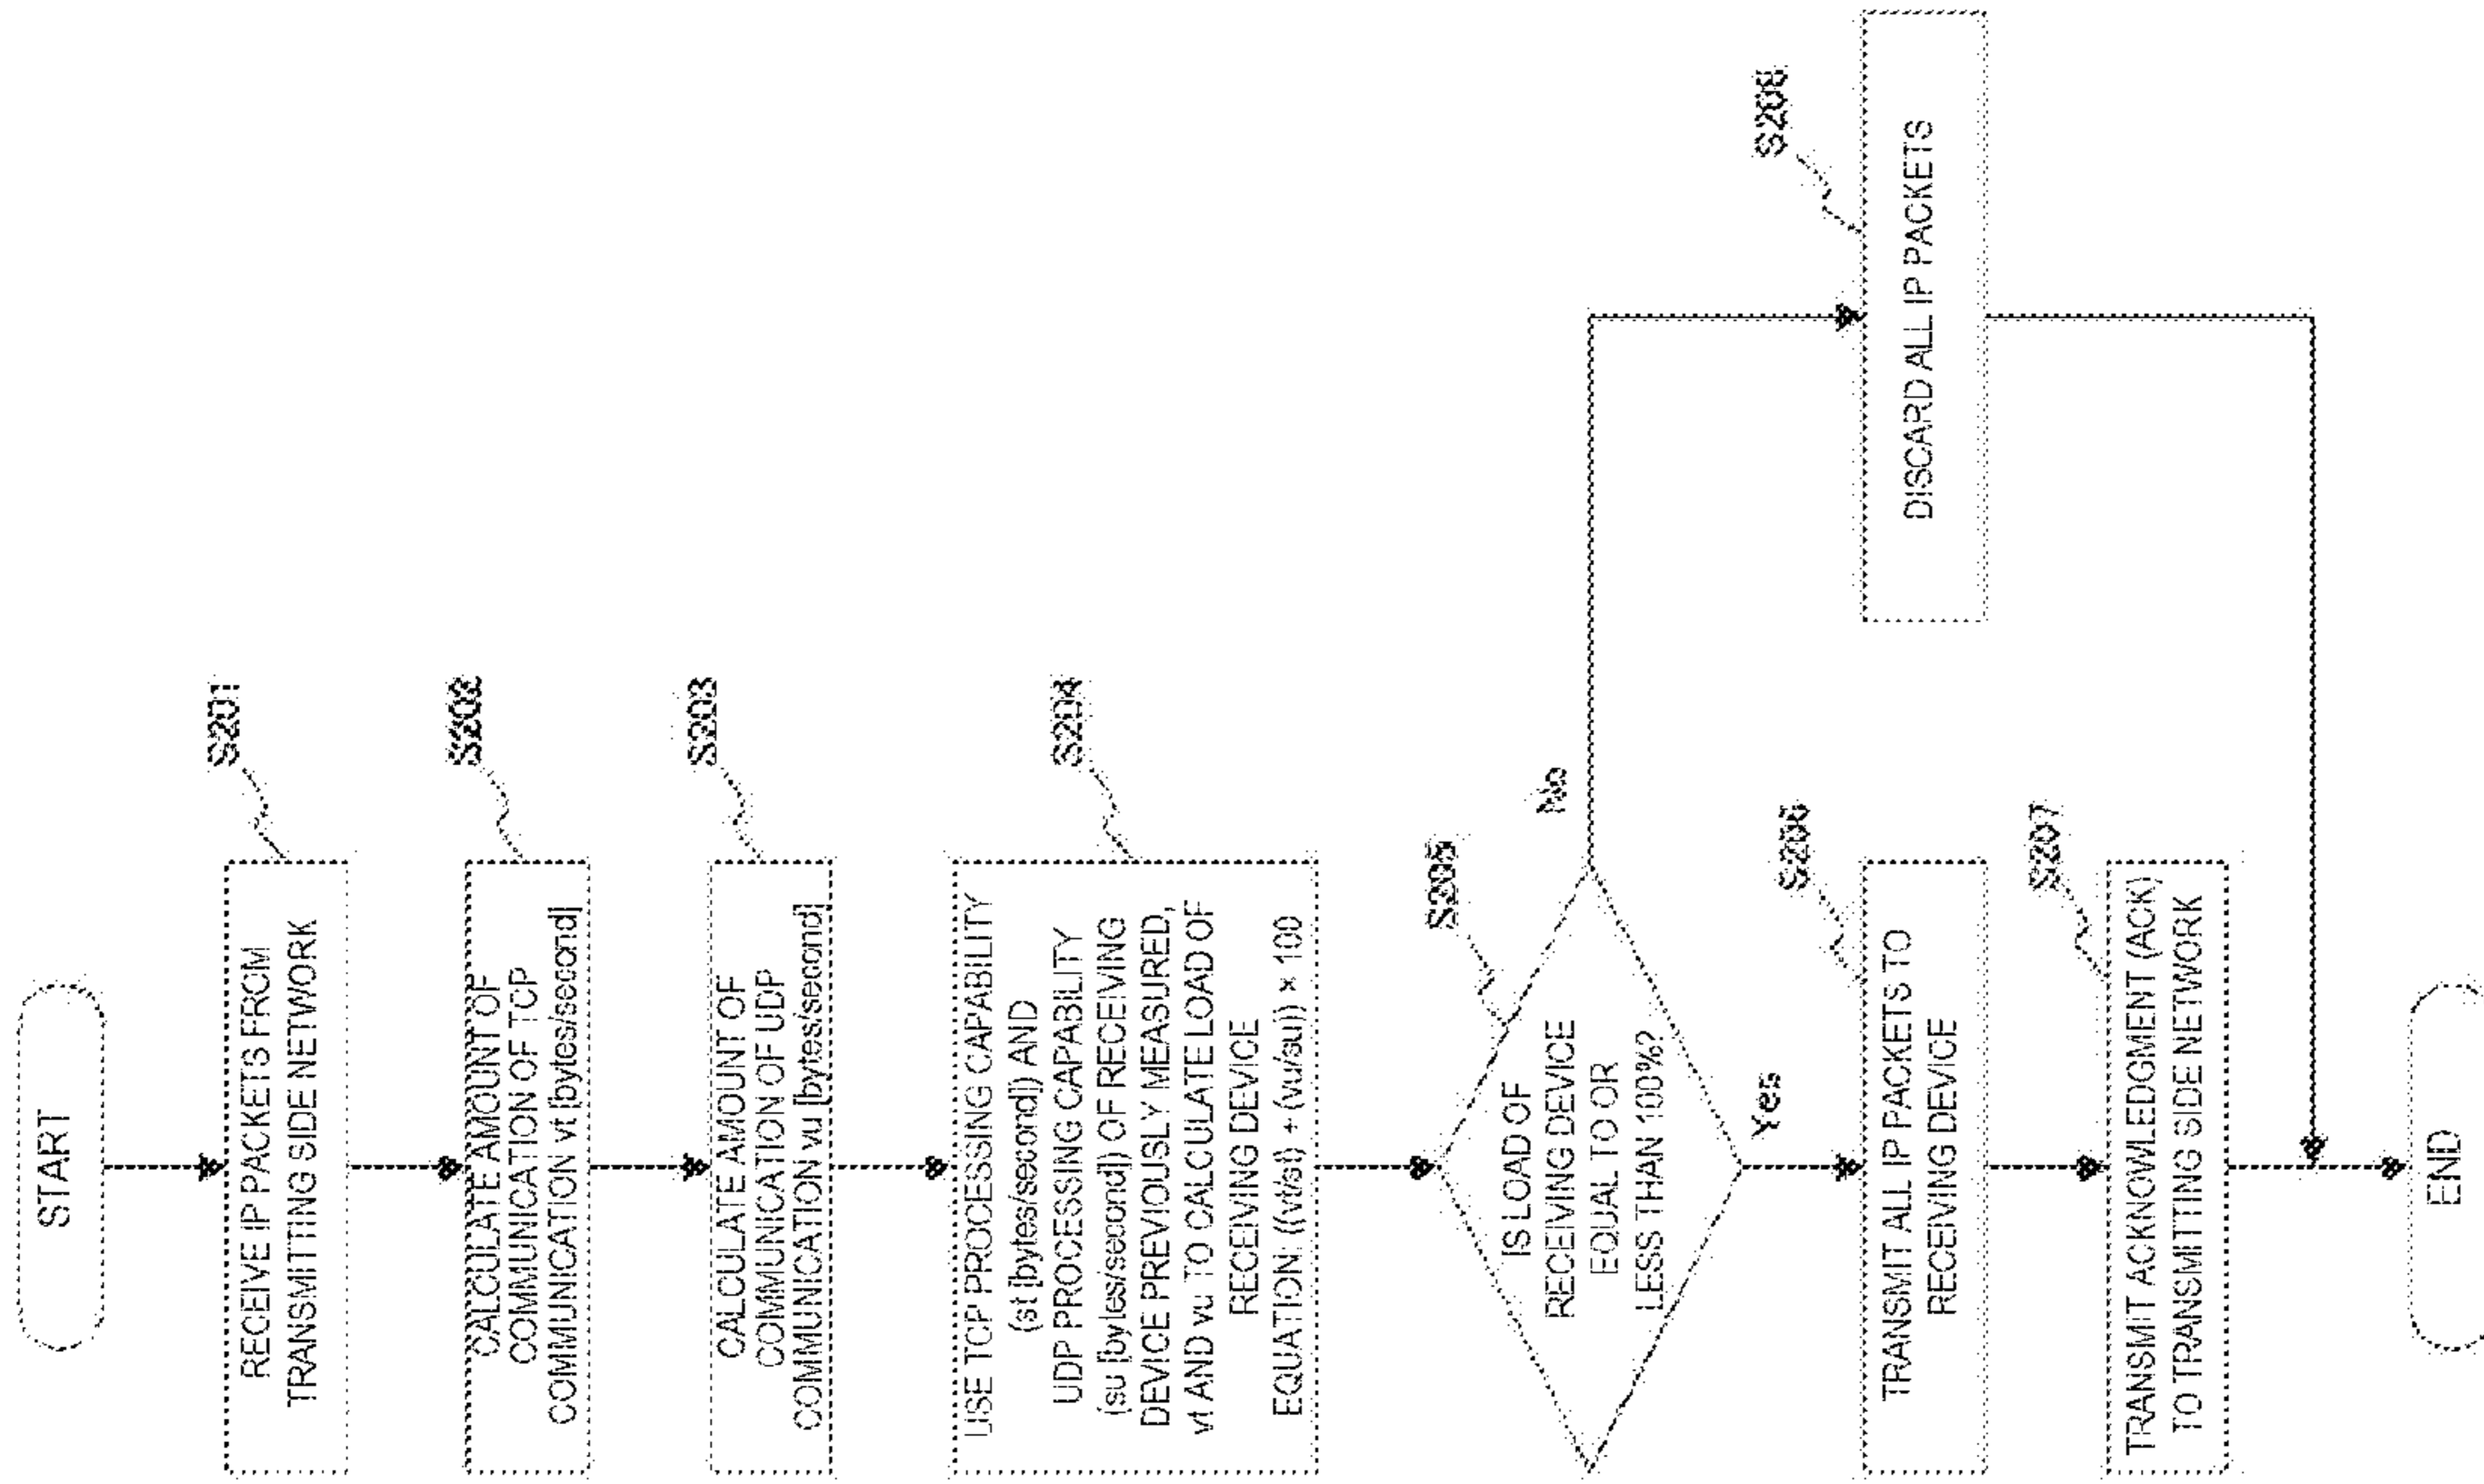 START
S201
RECEIVE IP PACKETS FROM
TRANSMITTING SIDE NETWORK
S202
CALCULATE AMOUNT OF
COMMUNICATION OF TCP
COMMUNICATION vt [bytes/second]
S203
CALCULATE AMOUNT OF
COMMUNICATION OF UDP
COMMUNICATION vu [bytes/second]
S204
USE TCP PROCESSING CAPABILITY
(st [bytes/second]) AND
UDP PROCESSING CAPABILITY
(su [bytes/second]) OF RECEIVING
DEVICE PREVIOUSLY MEASURED,
vt AND vu TO CALCULATE LOAD OF
RECEIVING DEVICE
EQUATION: ((vt/st) + (vu/su)) × 100
S205
IS LOAD OF
RECEIVING DEVICE
EQUAL TO OR
LESS THAN 100%?
No
Yes
S206
TRANSMIT ALL IP PACKETS TO
RECEIVING DEVICE
S208
DISCARD ALL IP PACKETS
S207
TRANSMIT ACKNOWLEDGMENT (ACK)
TO TRANSMITTING SIDE NETWORK
END